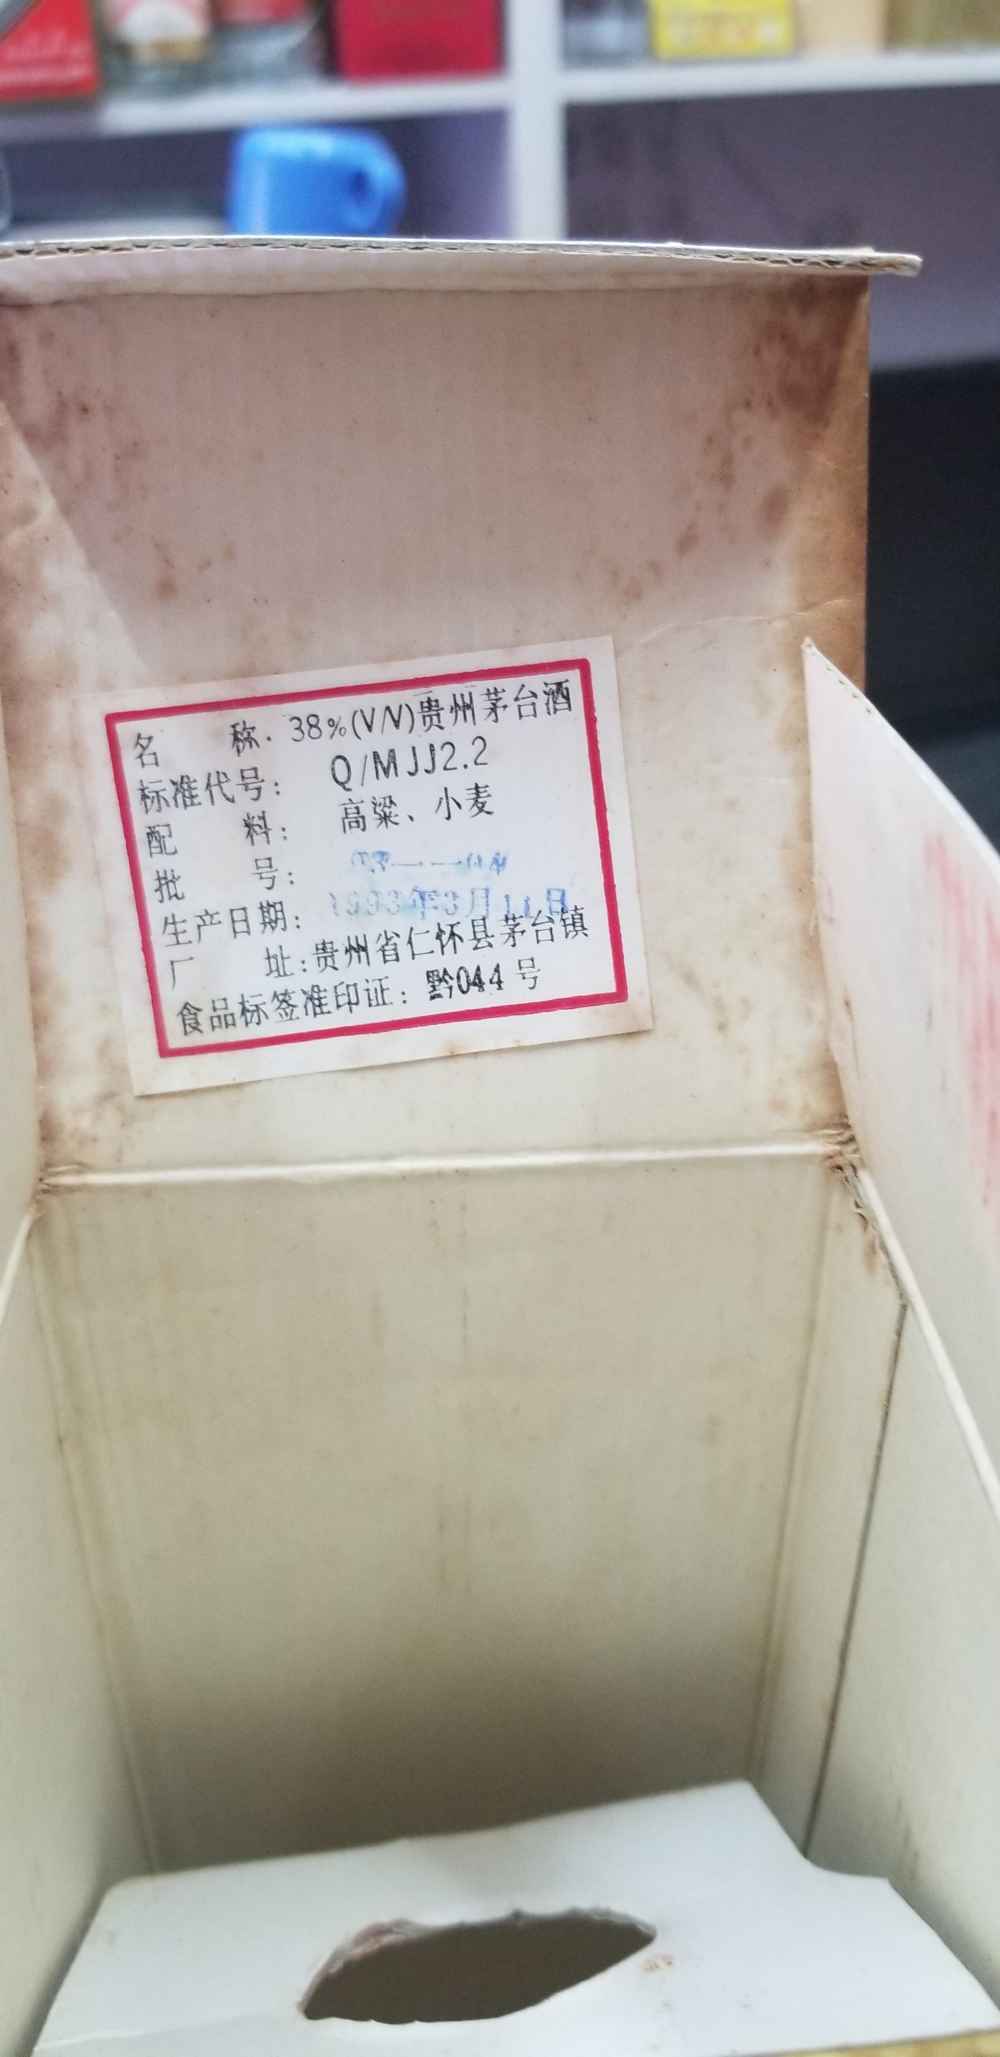 名 称: 38%(V/V)贵州茅台酒
标准代号: Q/MJJ2.2
配 料: 高粱、小麦
批 号:
生产日期: 1993年3月11日
厂 址:贵州省仁怀县茅台镇
食品标签准印证: 黔044号